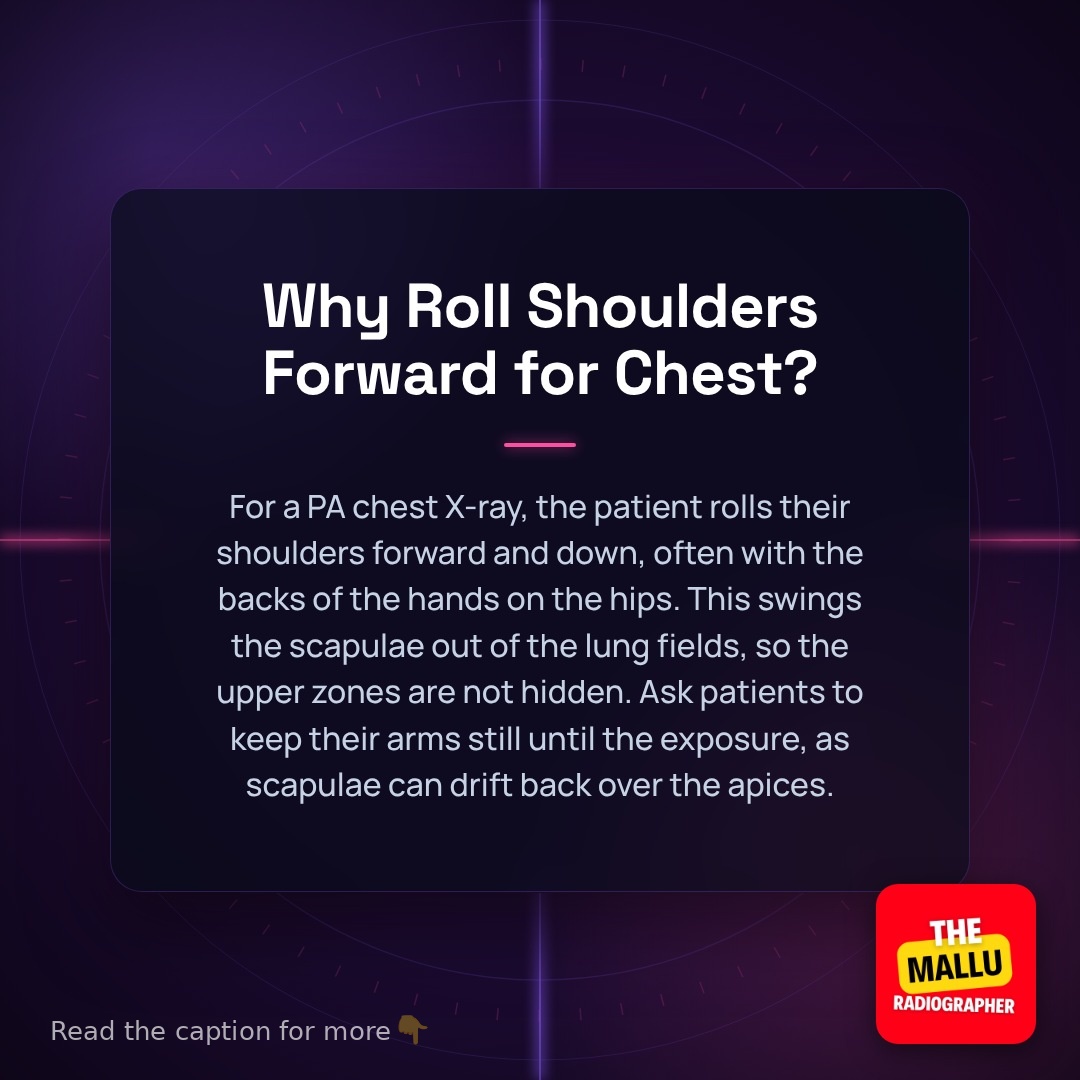 Why Roll Shoulders
Forward for Chest?
For a PA chest X-ray, the patient rolls their
shoulders forward and down, often with the
backs of the hands on the hips. This swings
the scapulae out of the lung fields, so the
upper zones are not hidden. Ask patients to
keep their arms still until the exposure, as
scapulae can drift back over the apices.
THE
MALLU
RADIOGRAPHER
Read the caption for more👇